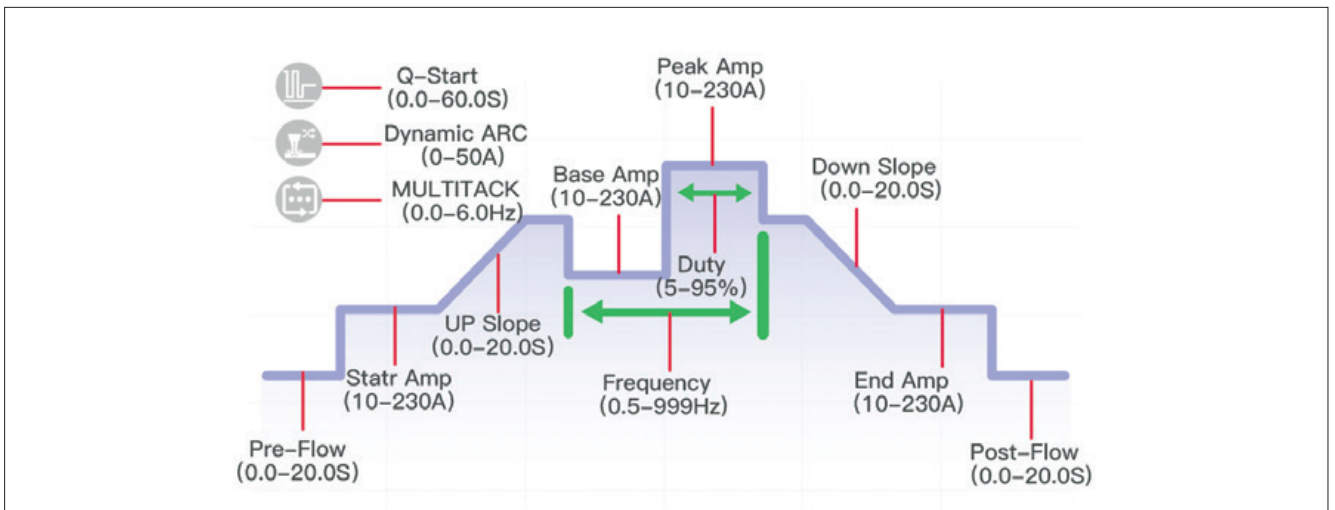 Q-Start
(0.0-60.0S)
Dynamic ARC
(0-50A)
MULTITACK
(0.0-6.0Hz)
Peak Amp
(10-230A)
Base Amp
(10-230A)
Down Slope
(0.0-20.0S)
Duty
(5-95%)
UP Slope
(0.0-20.0S)
Statr Amp
(10-230A)
Frequency
(0.5-999Hz)
End Amp
(10-230A)
Pre-Flow
(0.0-20.0S)
Post-Flow
(0.0-20.0S)